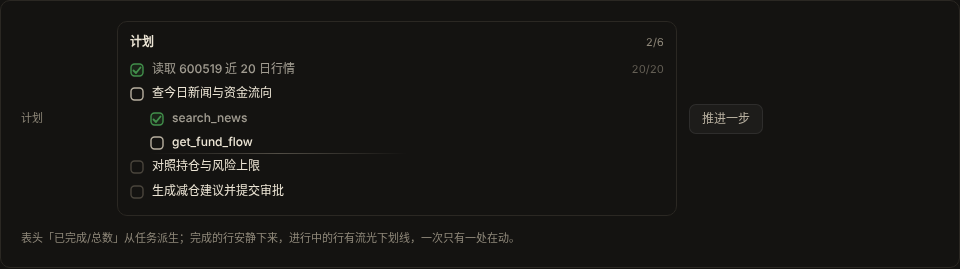 计划 2/6
读取 600519 近 20 日行情 20/20
查今日新闻与资金流向
search_news
计划 推进一步
get_fund_flow
对照持仓与风险上限
生成减仓建议并提交审批
表头「已完成/总数」从任务派生；完成的行安静下来，进行中的行有流光下划线，一次只有一处在动。